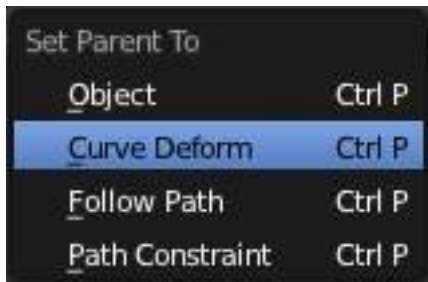 Set Parent To
Object Ctrl P
Curve Deform Ctrl P
Follow Path Ctrl P
Path Constraint Ctrl P